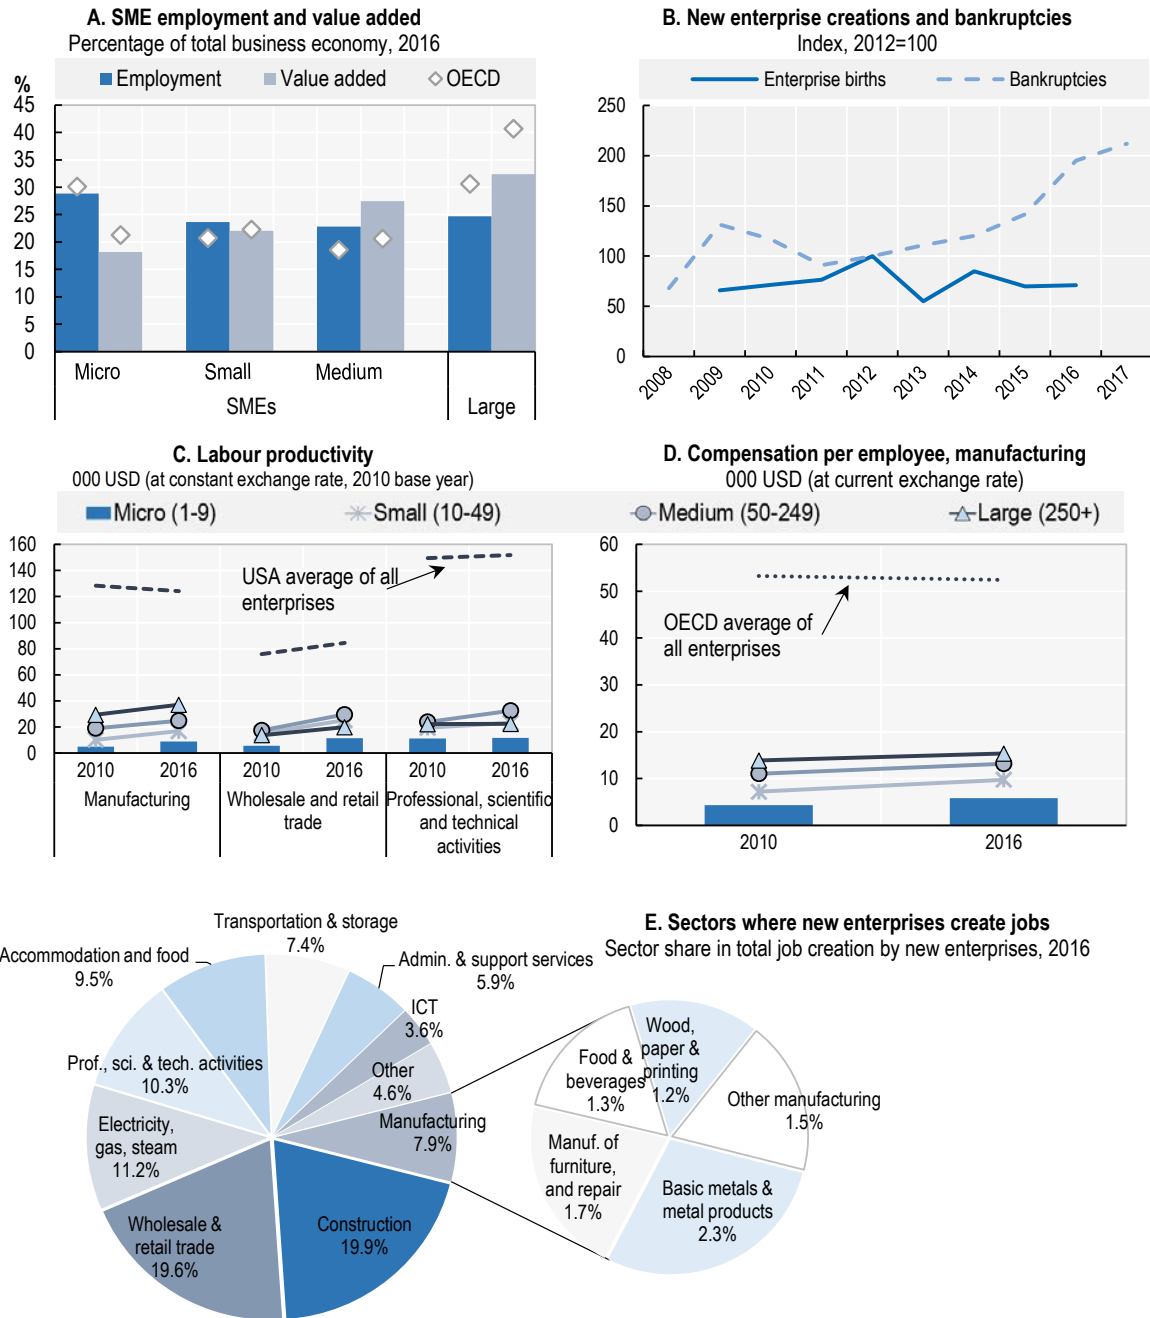 A. SME employment and value added
Percentage of total business economy, 2016
Employment Value added OECD
%
45
40
35
30
25
20
15
10
5
0
Micro Small Medium
SMEs Large
B. New enterprise creations and bankruptcies
Index, 2012=100
Enterprise births Bankruptcies
250
200
150
100
50
0
2008 2009 2010 2011 2012 2013 2014 2015 2016 2017
C. Labour productivity
000 USD (at constant exchange rate, 2010 base year)
D. Compensation per employee, manufacturing
000 USD (at current exchange rate)
Micro (1-9) Small (10-49) Medium (50-249) Large (250+)
160
140
120
100
80
60
40
20
0
USA average of all
enterprises
2010 2016 2010 2016 2010 2016
Manufacturing
Wholesale and retail
trade
Professional, scientific
and technical
activities
60
50
40
30
20
10
0
OECD average of
all enterprises
2010 2016
E. Sectors where new enterprises create jobs
Sector share in total job creation by new enterprises, 2016
Transportation & storage
7.4%
Accommodation and food
9.5%
Admin. & support services
5.9%
ICT
3.6%
Prof., sci. & tech. activities
10.3%
Other
4.6%
Electricity,
gas, steam
11.2%
Manufacturing
7.9%
Wholesale &
retail trade
19.6%
Construction
19.9%
Wood,
paper &
printing
1.2%
Food &
beverages
1.3%
Other manufacturing
1.5%
Manuf. of
furniture,
and repair
1.7%
Basic metals &
metal products
2.3%